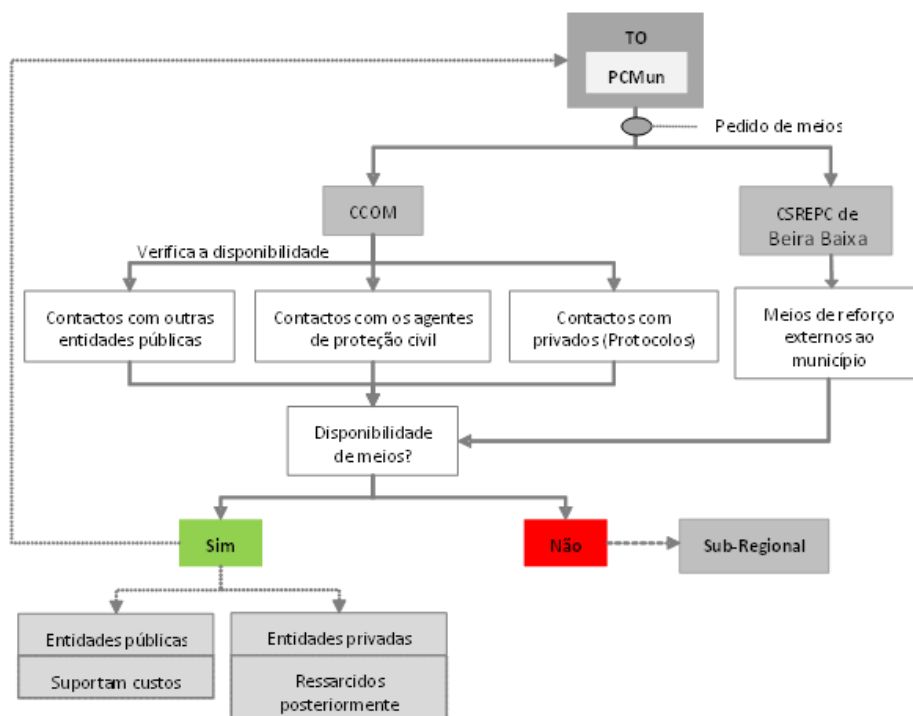 TO
PCMun
Pedido de meios
CCOM
CSREPC de
Beira Baixa
Verifica a disponibilidade
Contactos com outras
entidades públicas
Contactos com os agentes
de proteção civil
Contactos com
privados (Protocolos)
Meios de reforço
externos ao
município
Disponibilidade
de meios?
Sim
Não
Sub-Regional
Entidades públicas
Suportam custos
Entidades privadas
Ressarcidos
posteriormente